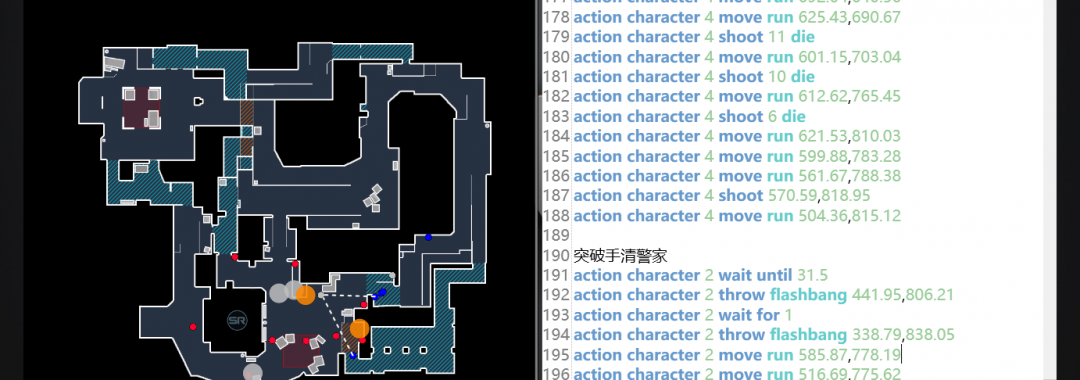 178 action character 4 move run 625.43,690.67
179 action character 4 shoot 11 die
180 action character 4 move run 601.15,703.04
181 action character 4 shoot 10 die
182 action character 4 move run 612.62,765.45
183 action character 4 shoot 6 die
184 action character 4 move run 621.53,810.03
185 action character 4 move run 599.88,783.28
186 action character 4 move run 561.67,788.38
187 action character 4 shoot 570.59,818.95
188 action character 4 move run 504.36,815.12
189
190 突破手清警家
191 action character 2 wait until 31.5
192 action character 2 throw flashbang 441.95,806.21
193 action character 2 wait for 1
194 action character 2 throw flashbang 338.79,838.05
195 action character 2 move run 585.87,778.19
196 action character 2 move run 516.69,775.62
SR